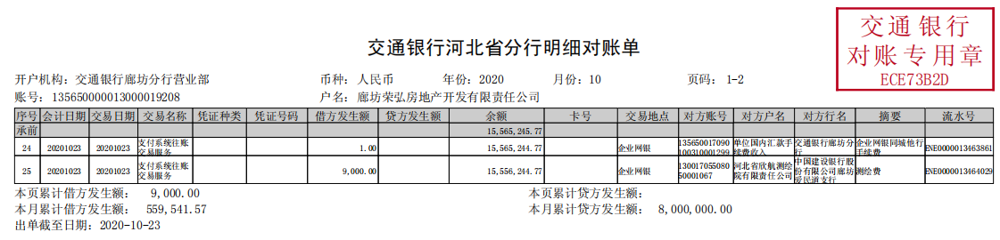 交通银行
对账专用章
ECE73B2D
交通银行河北省分行明细对账单
开户机构：交通银行廊坊分行营业部 币种：人民币 年份：2020 月份：10 页码：1-2
账号：135650000013000019208 户名：廊坊荣弘房地产开发有限责任公司
序号 会计日期 交易日期 交易名称 凭证种类 凭证号码 借方发生额 贷方发生额 余额 卡号 交易地点 对方账号 对方户名 对方行名 摘要 流水号
承前 15,565,245.77
24 20201023 20201023 支付系统往账 1.00 15,565,244.77 企业网银 135650017090 单位国内汇款手 交通银行廊坊分 企业网银同城他行 ENE0000013463861
交易服务 100310001299 续费收入 行 手续费
25 20201023 20201023 支付系统往账 9,000.00 15,556,244.77 企业网银 130017055080 河北省欣航测绘 中国建设银行股 测绘费 ENE0000013464029
交易服务 50001067 院有限责任公司 份有限公司廊坊
爱民道支行
本页累计借方发生额： 9,000.00 本页累计贷方发生额：
本月累计借方发生额： 559,541.57 本月累计贷方发生额： 8,000,000.00
出单截至日期：2020-10-23